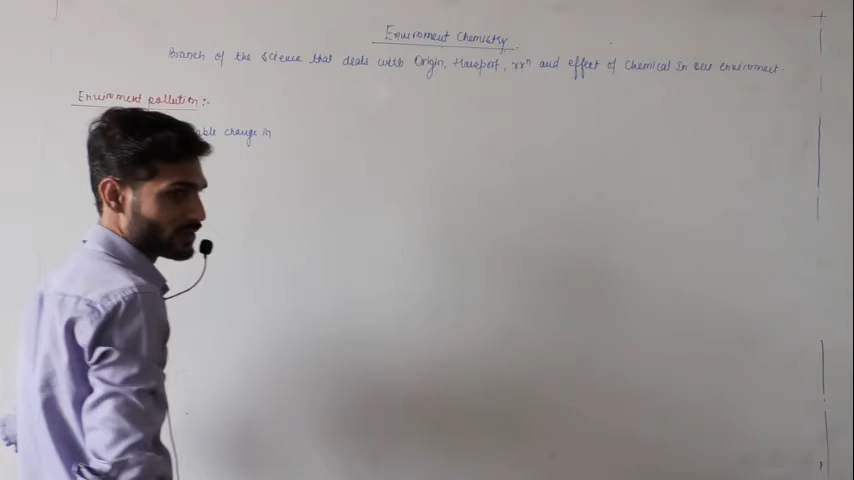 Enviroment Chemistry
Branch of the science that deals with Origin, transport, rxⁿ and effect of Chemical In our enviroment.
Enviroment pollution:-
able change in